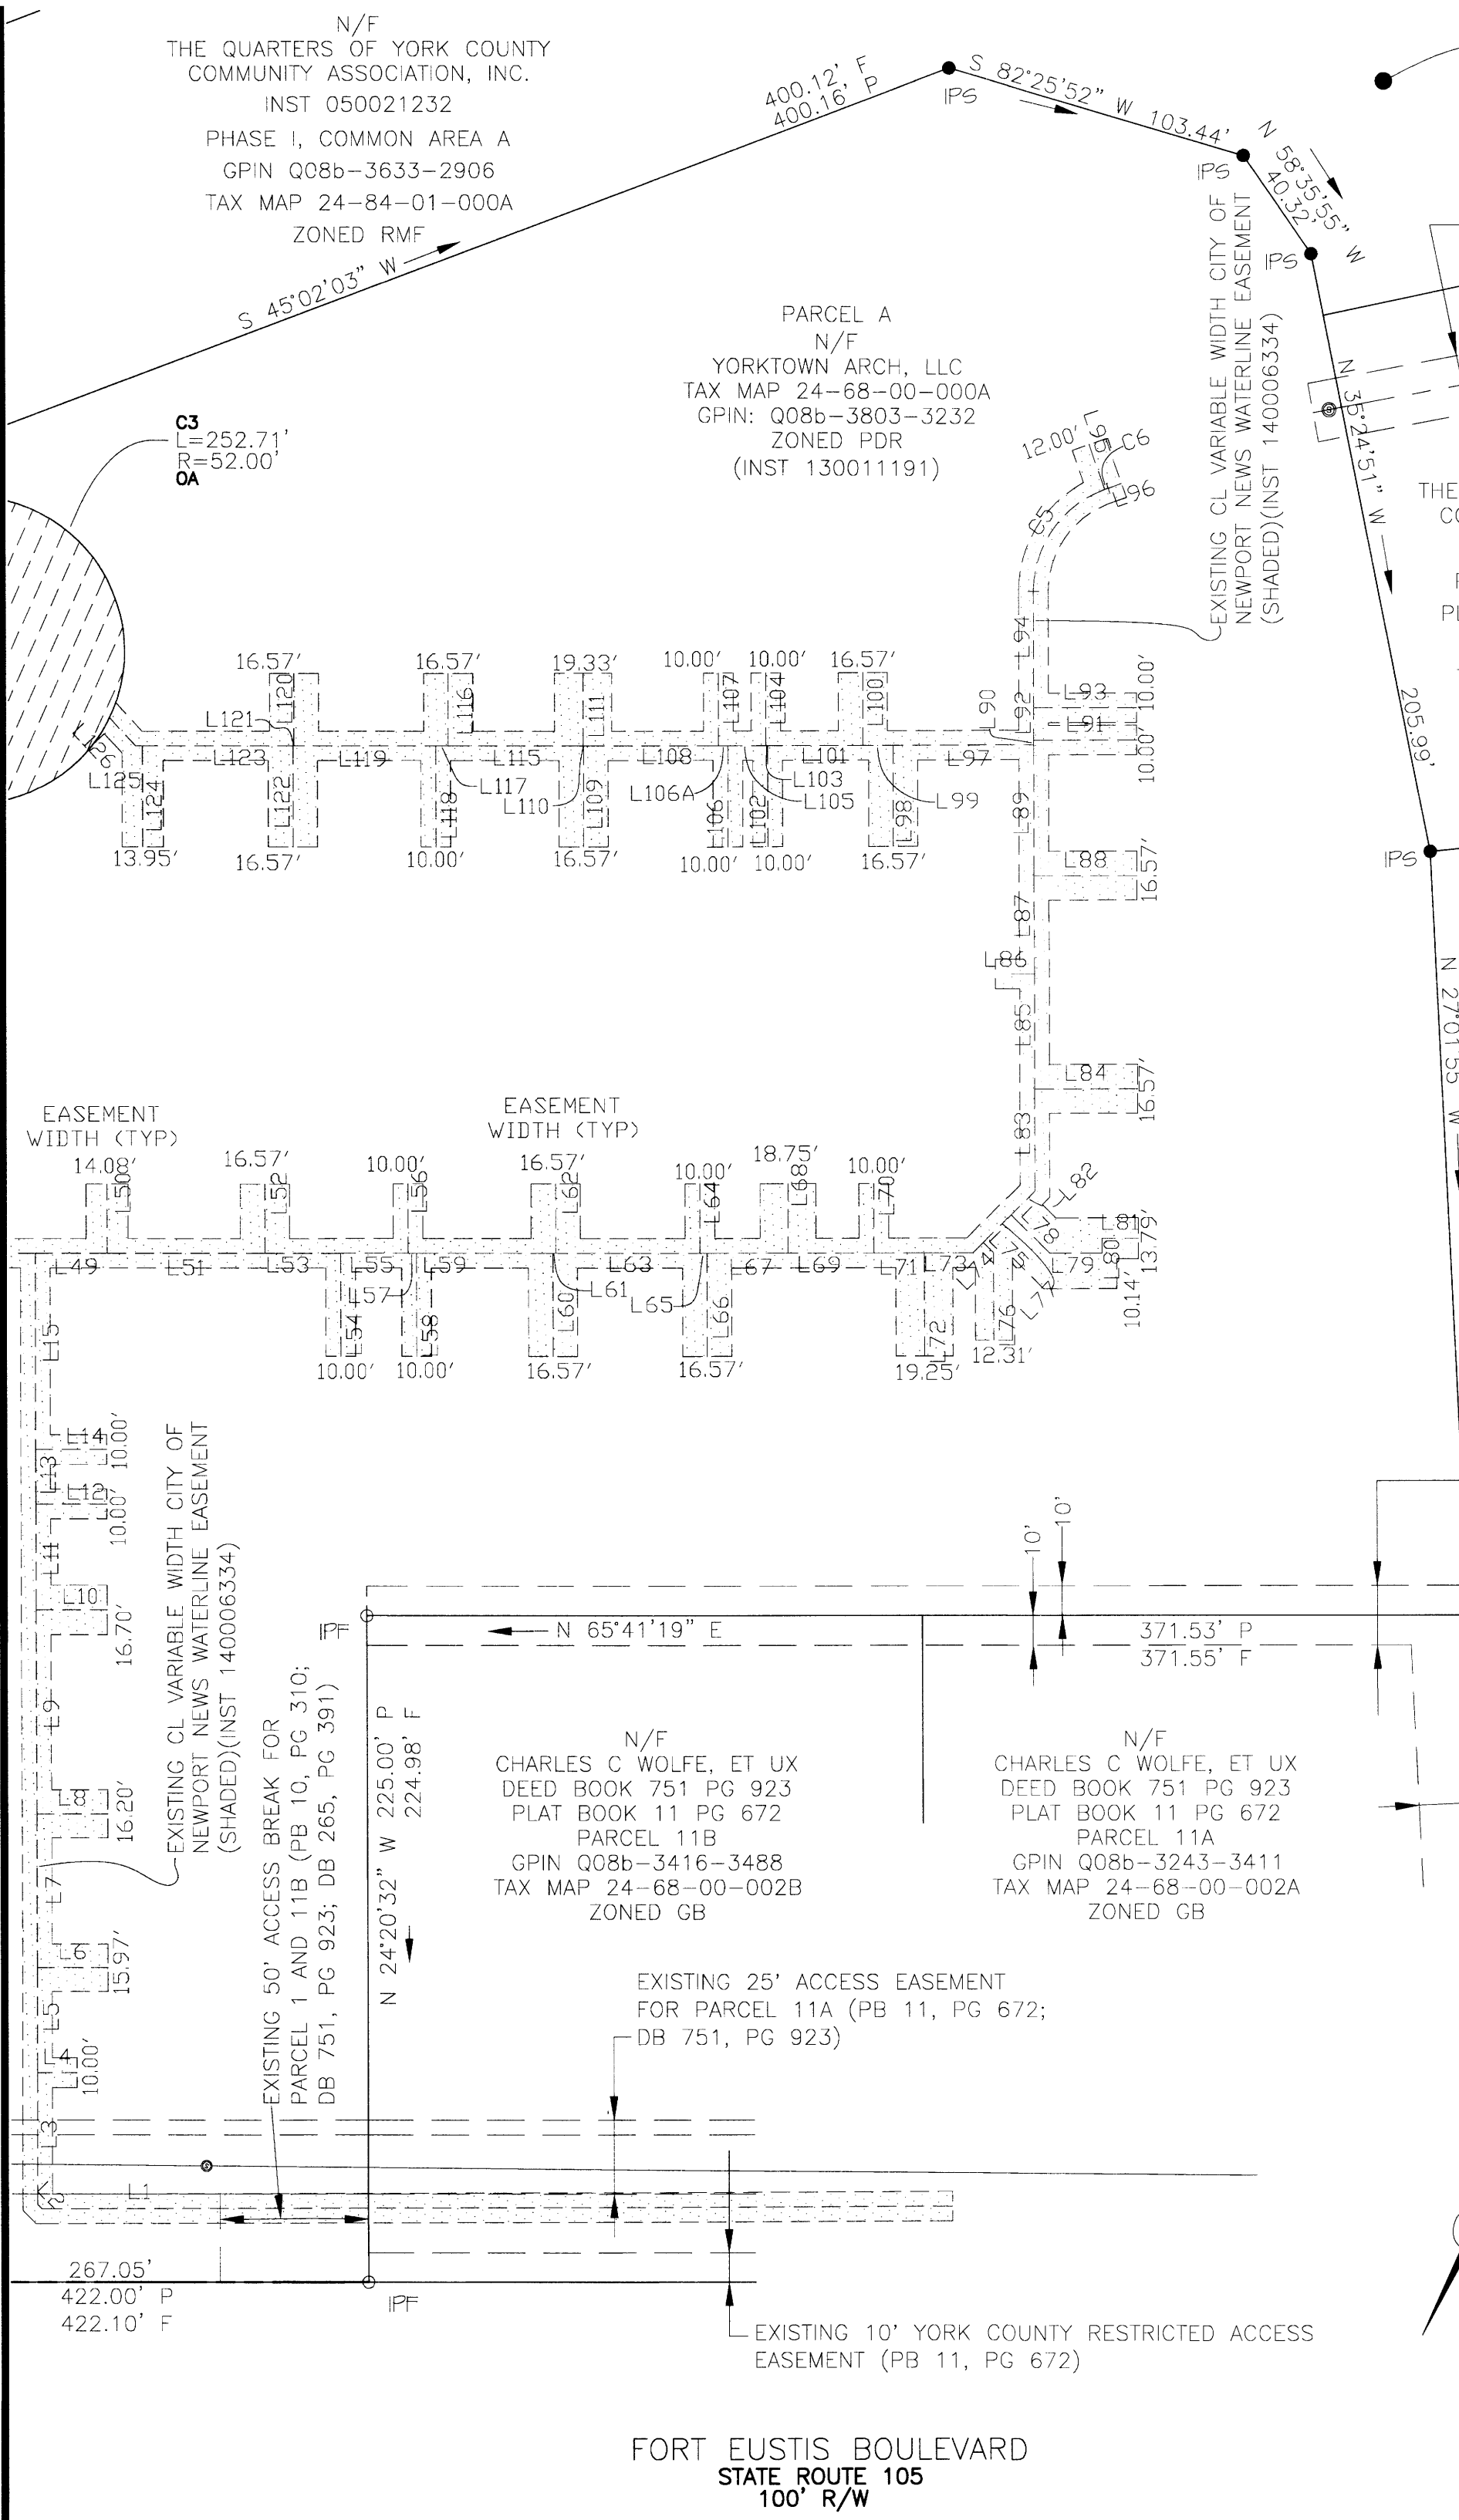 N/F
THE QUARTERS OF YORK COUNTY
COMMUNITY ASSOCIATION, INC.
INST 050021232
PHASE I, COMMON AREA A
GPIN Q08b-3633-2906
TAX MAP 24-84-01-000A
ZONED RMF
400.12' F
400.16' P
S 45°02'03" W
IPS
S 82°25'52" W 103.44'
IPS
N 58°35'55" W
40.32'
IPS
EXISTING CL VARIABLE WIDTH CITY OF
NEWPORT NEWS WATERLINE EASEMENT
(SHADED)(INST 140006334)
PARCEL A
N/F
YORKTOWN ARCH, LLC
TAX MAP 24-68-00-000A
GPIN: Q08b-3803-3232
ZONED PDR
(INST 130011191)
N 35°24'51" W
205.99'
IPS
N 27°01'55" W
THE
CO
PL
C3
L=252.71'
R=52.00'
OA
12.00'
L95
C6
L96
C5
L94
16.57'
16.57'
19.33'
10.00'
10.00'
16.57'
L120
L116
L111
L107
L104
L100
L90
L92
L93
10.00'
L91
10.00'
L121
L126
L125
L123
L119
L115
L108
L101
L97
L117
L110
L106A
L103
L105
L99
L124
L122
L118
L109
L106
L102
L98
L89
13.95'
16.57'
10.00'
16.57'
10.00'
10.00'
16.57'
L88
16.57'
L87
L86
L85
L84
16.57'
L83
EASEMENT
WIDTH (TYP)
EASEMENT
WIDTH (TYP)
14.08'
16.57'
10.00'
16.57'
10.00'
18.75'
10.00'
L50
L52
L56
L62
L64
L68
L70
L82
L81
13.79'
L78
L49
L51
L53
L55
L59
L63
L67
L69
L71
L73
L74
L75
L79
L80
L57
L61
L65
L77
10.14'
L54
L58
L60
L66
L72
L76
10.00'
10.00'
16.57'
16.57'
19.25'
12.31'
L15
L14
10.00'
L13
L12
10.00'
L11
L10
16.70'
L9
L8
16.20'
L7
L6
15.97'
L5
L4
10.00'
L3
L2
L1
EXISTING CL VARIABLE WIDTH CITY OF
NEWPORT NEWS WATERLINE EASEMENT
(SHADED)(INST 140006334)
EXISTING 50' ACCESS BREAK FOR
PARCEL 1 AND 11B (PB 10, PG 310;
DB 751, PG 923; DB 265, PG 391)
10'
10'
IPF
N 65°41'19" E
371.53' P
371.55' F
N 24°20'32" W 225.00' P
224.98' F
N/F
CHARLES C WOLFE, ET UX
DEED BOOK 751 PG 923
PLAT BOOK 11 PG 672
PARCEL 11B
GPIN Q08b-3416-3488
TAX MAP 24-68-00-002B
ZONED GB
N/F
CHARLES C WOLFE, ET UX
DEED BOOK 751 PG 923
PLAT BOOK 11 PG 672
PARCEL 11A
GPIN Q08b-3243-3411
TAX MAP 24-68-00-002A
ZONED GB
EXISTING 25' ACCESS EASEMENT
FOR PARCEL 11A (PB 11, PG 672;
DB 751, PG 923)
267.05'
422.00' P
422.10' F
IPF
EXISTING 10' YORK COUNTY RESTRICTED ACCESS
EASEMENT (PB 11, PG 672)
FORT EUSTIS BOULEVARD
STATE ROUTE 105
100' R/W